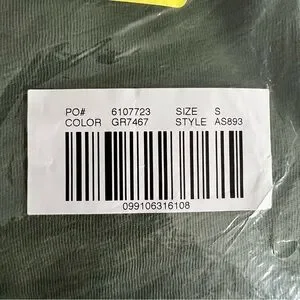 PO# 6107723 SIZE S
COLOR GR7467 STYLE AS893
099106316108